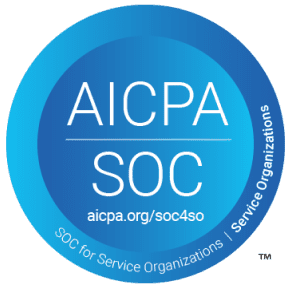 AICPA
SOC
aicpa.org/soc4so
SOC for Service Organizations | Service Organizations
TM